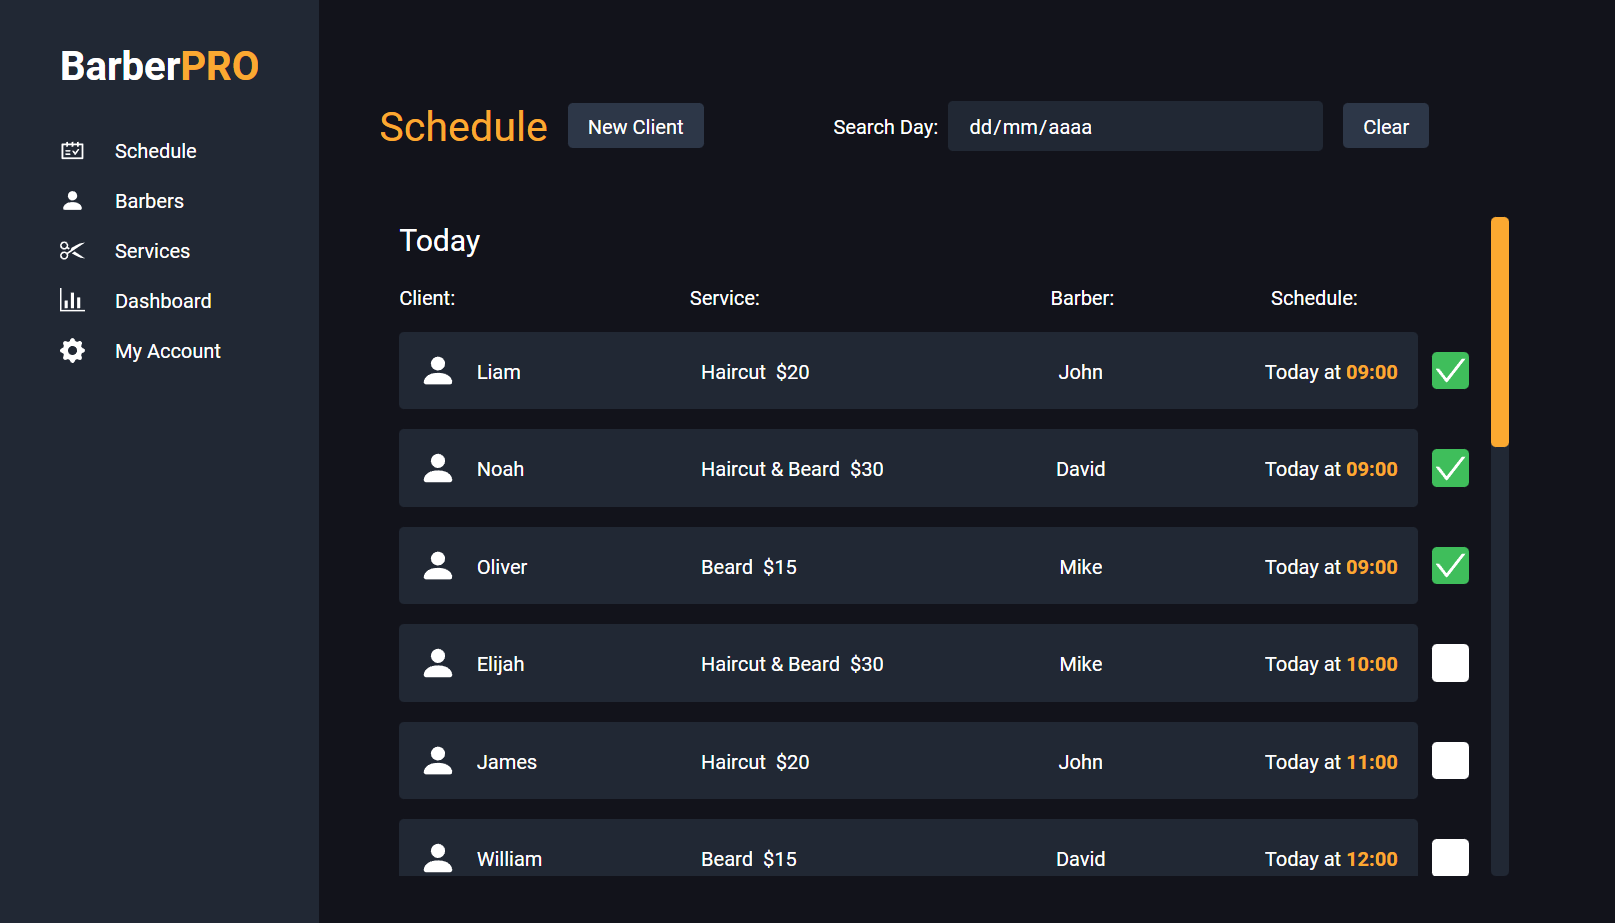 BarberPRO
Schedule
Barbers
Services
Dashboard
My Account
Schedule New Client Search Day: dd/mm/aaaa Clear
Today
Client: Service: Barber: Schedule:
Liam Haircut $20 John Today at 09:00
Noah Haircut & Beard $30 David Today at 09:00
Oliver Beard $15 Mike Today at 09:00
Elijah Haircut & Beard $30 Mike Today at 10:00
James Haircut $20 John Today at 11:00
William Beard $15 David Today at 12:00